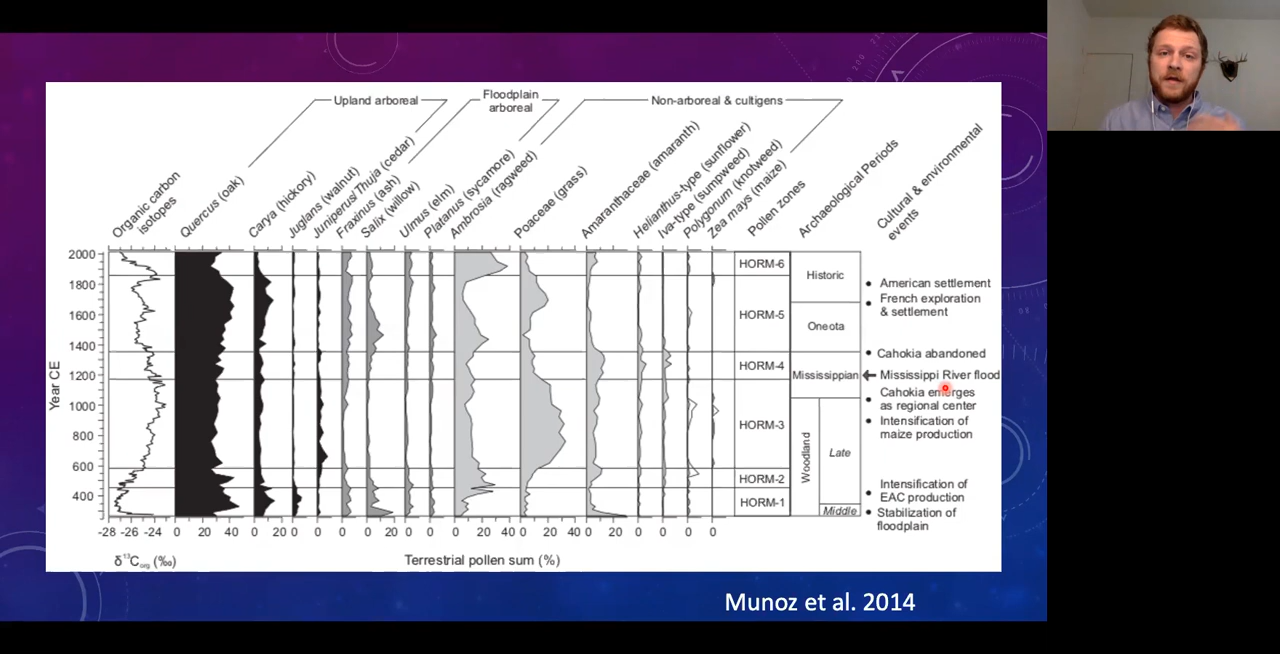 Upland arboreal
Floodplain
arboreal
Non-arboreal & cultigens
Organic carbon
isotopes
Quercus (oak)
Carya (hickory)
Juglans (walnut)
Juniperus/Thuja (cedar)
Fraxinus (ash)
Salix (willow)
Ulmus (elm)
Platanus (sycamore)
Ambrosia (ragweed)
Poaceae (grass)
Amaranthaceae (amaranth)
Helianthus-type (sunflower)
Iva-type (sumpweed)
Polygonum (knotweed)
Zea mays (maize)
Pollen zones
Archaeological Periods
Cultural & environmental
events
Year CE
2000
1800
1600
1400
1200
1000
800
600
400
HORM-6
HORM-5
HORM-4
HORM-3
HORM-2
HORM-1
Historic
Oneota
Mississippian
Woodland
Late
Middle
• American settlement
• French exploration
& settlement
• Cahokia abandoned
Mississippi River flood
• Cahokia emerges
as regional center
• Intensification of
maize production
• Intensification of
EAC production
• Stabilization of
floodplain
-28 -26 -24 0 20 40 0 20 0 0 0 0 20 0 0 0 20 40 0 20 40 0 20 0 0 0 0
δ¹³Corg (‰)
Terrestrial pollen sum (%)
Munoz et al. 2014